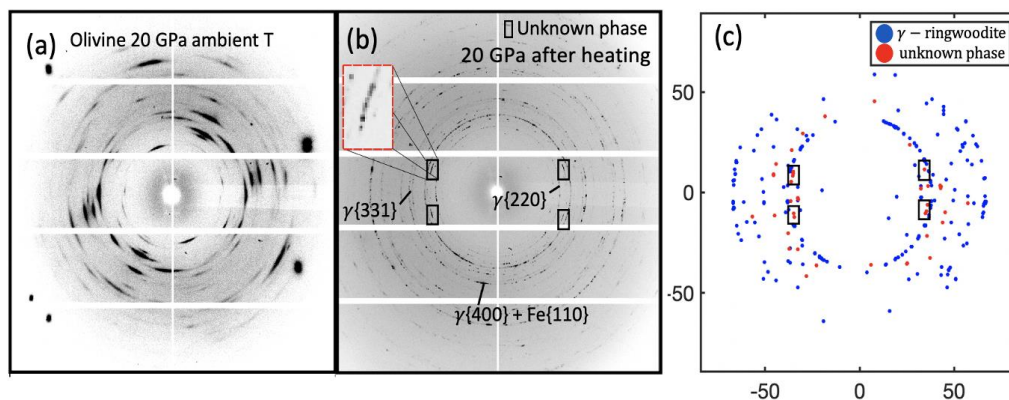 (a) Olivine 20 GPa ambient T
(b) Unknown phase
20 GPa after heating
γ{331}
γ{220}
γ{400} + Fe{110}
(c)
γ − ringwoodite
unknown phase
50
0
-50
-50 0 50